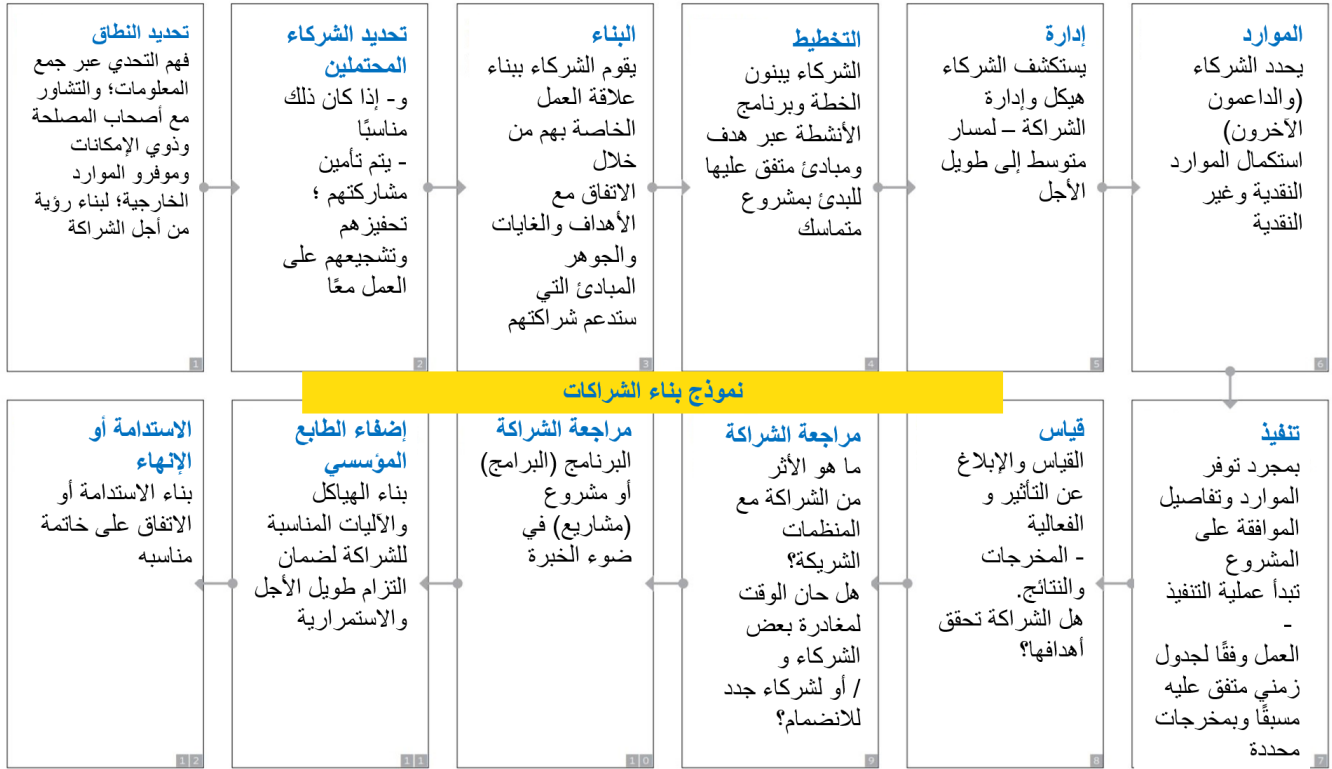 تحديد النطاق
فهم التحدي عبر جمع
المعلومات؛ والتشاور
مع أصحاب المصلحة
وذوي الإمكانات
وموفرو الموارد
الخارجية؛ لبناء رؤية
من أجل الشراكة
1
تحديد الشركاء
المحتملين
و- إذا كان ذلك
مناسبًا
- يتم تأمين
مشاركتهم ؛
تحفيزهم
وتشجيعهم على
العمل معًا
2
البناء
يقوم الشركاء ببناء
علاقة العمل
الخاصة بهم من
خلال
الاتفاق مع
الأهداف والغايات
والجوهر
المبادئ التي
ستدعم شراكتهم
3
التخطيط
الشركاء يبنون
الخطة وبرنامج
الأنشطة عبر هدف
ومبادئ متفق عليها
للبدئ بمشروع
متماسك
4
إدارة
يستكشف الشركاء
هيكل وإدارة
الشراكة – لمسار
متوسط إلى طويل
الأجل
5
الموارد
يحدد الشركاء
(والداعمون
الآخرون)
استكمال الموارد
النقدية وغير
النقدية
6
نموذج بناء الشراكات
تنفيذ
بمجرد توفر
الموارد وتفاصيل
الموافقة على
المشروع
تبدأ عملية التنفيذ
-
العمل وفقًا لجدول
زمني متفق عليه
مسبقًا وبمخرجات
محددة
7
قياس
القياس والإبلاغ
عن التأثير و
الفعالية
- المخرجات
والنتائج.
هل الشراكة تحقق
أهدافها؟
8
مراجعة الشراكة
ما هو الأثر
من الشراكة مع
المنظمات
الشريكة؟
هل حان الوقت
لمغادرة بعض
الشركاء و
/ أو لشركاء جدد
للانضمام؟
9
مراجعة الشراكة
البرنامج (البرامج)
أو مشروع
(مشاريع) في
ضوء الخبرة
10
إضفاء الطابع
المؤسسي
بناء الهياكل
والآليات المناسبة
للشراكة لضمان
التزام طويل الأجل
والاستمرارية
11
الاستدامة أو
الإنهاء
بناء الاستدامة أو
الاتفاق على خاتمة
مناسبه
12